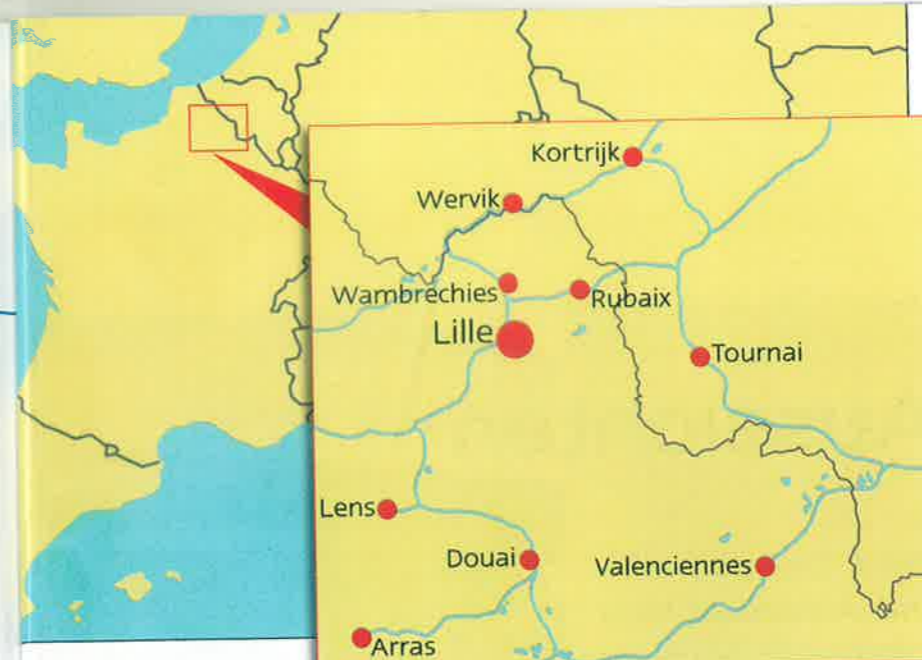 Kortrijk
Wervik
Wambrechies
Rubaix
Lille
Tournai
Lens
Douai
Valenciennes
Arras